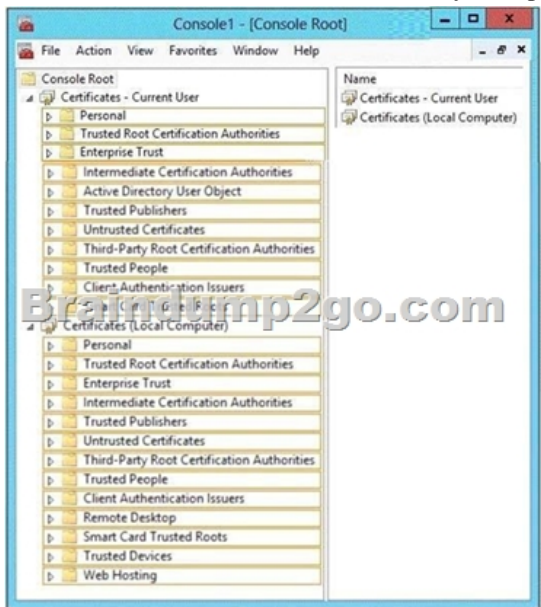 Console1 - [Console Root]
File Action View Favorites Window Help
Console Root
Certificates - Current User
Personal
Trusted Root Certification Authorities
Enterprise Trust
Intermediate Certification Authorities
Active Directory User Object
Trusted Publishers
Untrusted Certificates
Third-Party Root Certification Authorities
Trusted People
Client Authentication Issuers
Braindump2go.com
Certificates (Local Computer)
Personal
Trusted Root Certification Authorities
Enterprise Trust
Intermediate Certification Authorities
Trusted Publishers
Untrusted Certificates
Third-Party Root Certification Authorities
Trusted People
Client Authentication Issuers
Remote Desktop
Smart Card Trusted Roots
Trusted Devices
Web Hosting
Name
Certificates - Current User
Certificates (Local Computer)